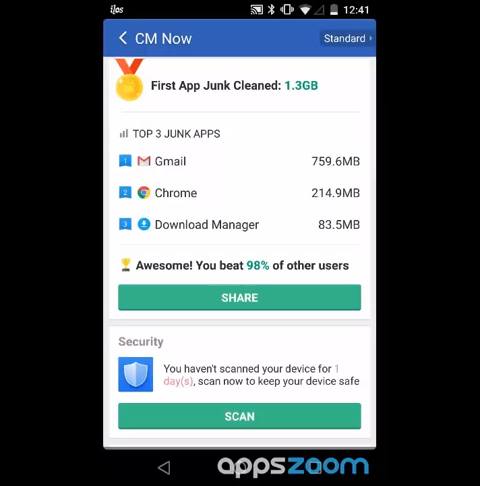 ilos 12:41
CM Now Standard
First App Junk Cleaned: 1.3GB
TOP 3 JUNK APPS
1 Gmail 759.6MB
2 Chrome 214.9MB
3 Download Manager 83.5MB
Awesome! You beat 98% of other users
SHARE
Security
You haven't scanned your device for 1
day(s), scan now to keep your device safe
SCAN
appszoom